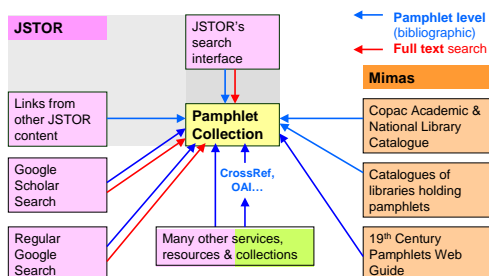 JSTOR
JSTOR's
search
interface
Pamphlet level
(bibliographic)
Full text search
Mimas
Links from
other JSTOR
content
Pamphlet
Collection
Copac Academic &
National Library
Catalogue
Google
Scholar
Search
CrossRef,
OAI...
Catalogues of
libraries holding
pamphlets
Regular
Google
Search
Many other services,
resources & collections
19th Century
Pamphlets Web
Guide